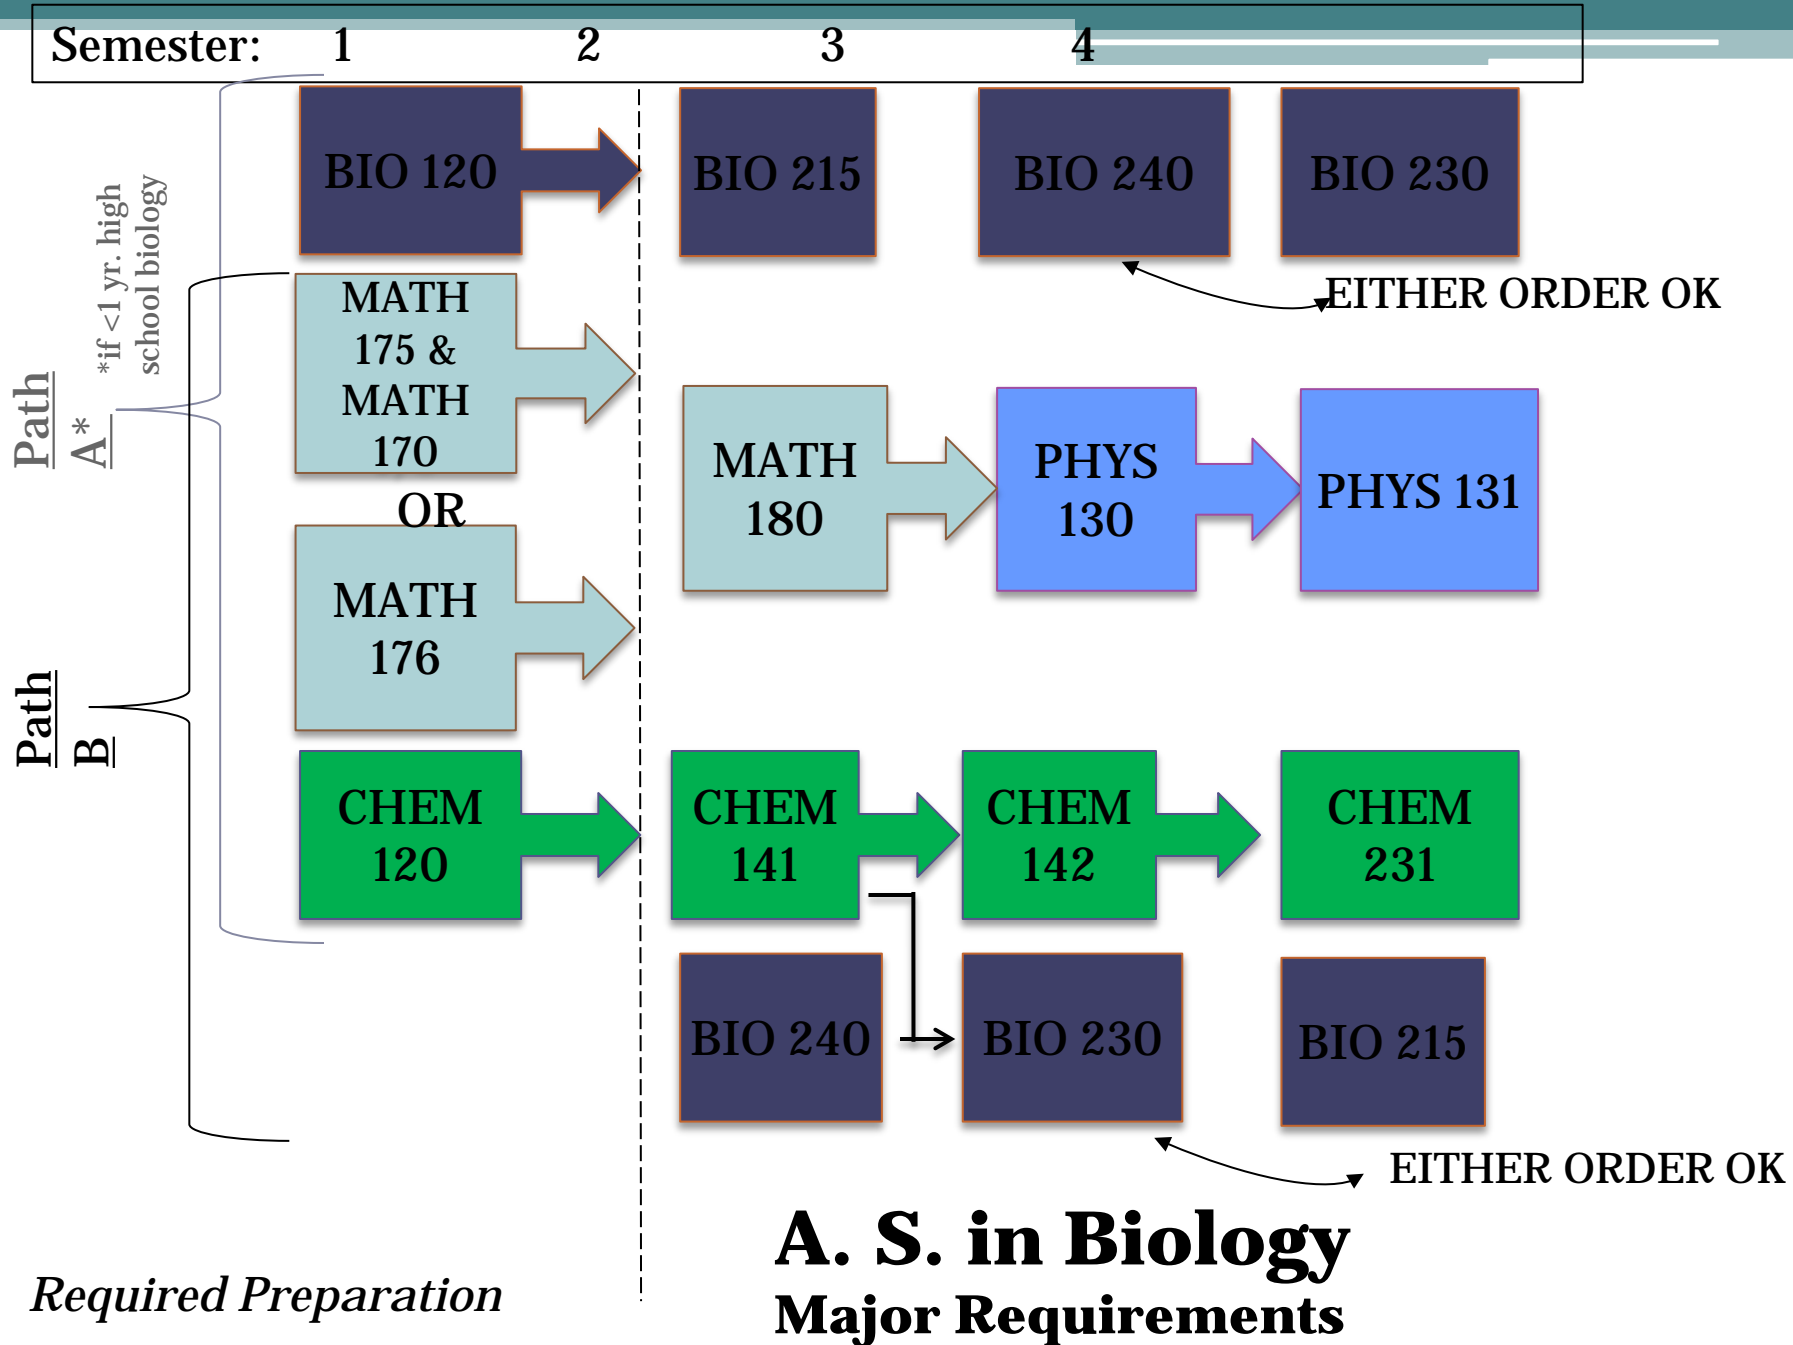 Semester: 1 2 3 4
BIO 120
BIO 215
BIO 240
BIO 230
EITHER ORDER OK
*if <1 yr. high
school biology
Path
A*
MATH
175 &
MATH
170
OR
MATH
176
MATH
180
PHYS
130
PHYS 131
Path
B
CHEM
120
CHEM
141
CHEM
142
CHEM
231
BIO 240
BIO 230
BIO 215
EITHER ORDER OK
A. S. in Biology
Major Requirements
Required Preparation